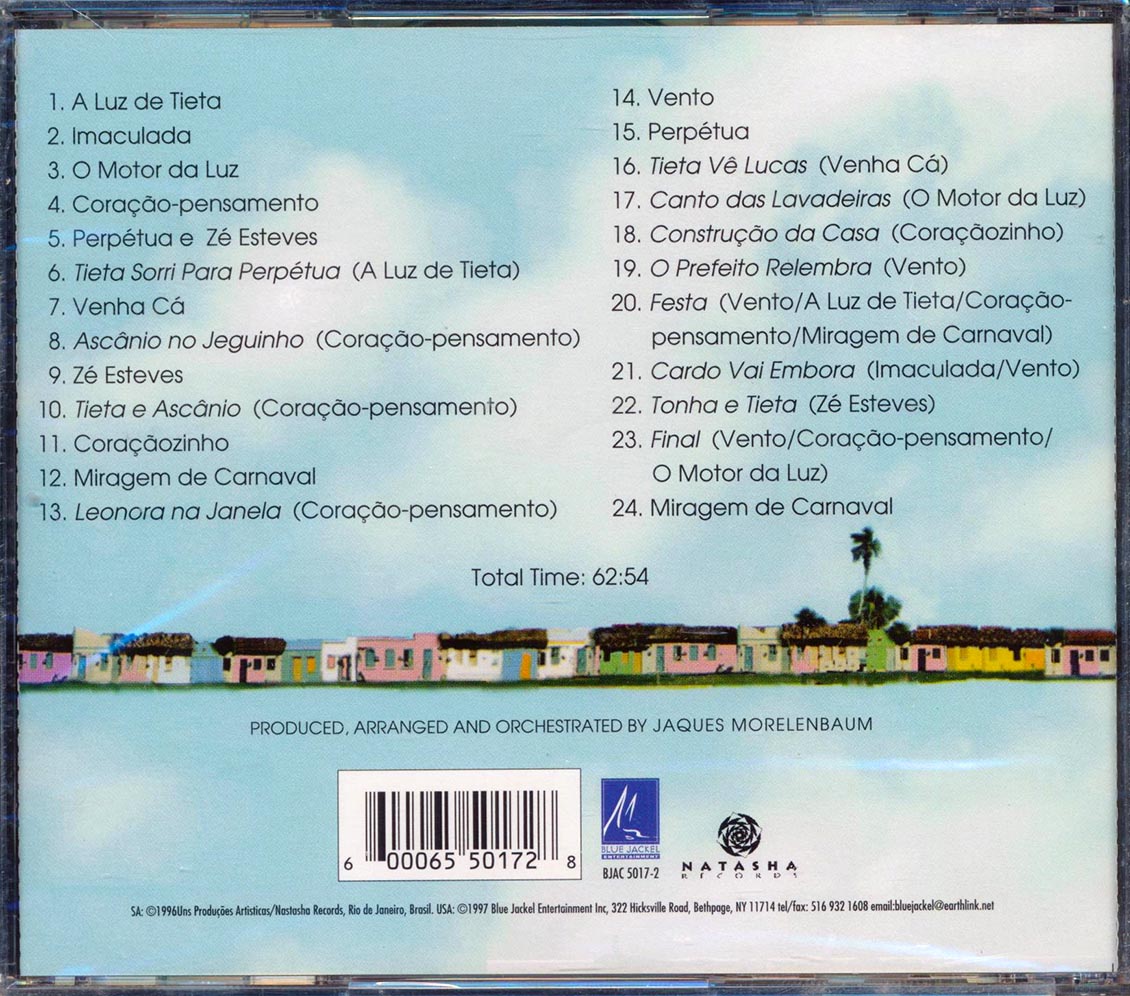 1. A Luz de Tieta
2. Imaculada
3. O Motor da Luz
4. Coração-pensamento
5. Perpétua e Zé Esteves
6. Tieta Sorri Para Perpétua (A Luz de Tieta)
7. Venha Cá
8. Ascânio no Jeguinho (Coração-pensamento)
9. Zé Esteves
10. Tieta e Ascânio (Coração-pensamento)
11. Coraçãozinho
12. Miragem de Carnaval
13. Leonora na Janela (Coração-pensamento)
14. Vento
15. Perpétua
16. Tieta Vê Lucas (Venha Cá)
17. Canto das Lavadeiras (O Motor da Luz)
18. Construção da Casa (Coraçãozinho)
19. O Prefeito Relembra (Vento)
20. Festa (Vento/A Luz de Tieta/Coração-
pensamento/Miragem de Carnaval)
21. Cardo Vai Embora (Imaculada/Vento)
22. Tonha e Tieta (Zé Esteves)
23. Final (Vento/Coração-pensamento/
O Motor da Luz)
24. Miragem de Carnaval
Total Time: 62:54
PRODUCED, ARRANGED AND ORCHESTRATED BY JAQUES MORELENBAUM
6 00065 50172 8
BLUE JACKEL
ENTERTAINMENT
BJAC 5017-2
NATASHA
RECORDS
SA: ©1996Uns Produções Artisticas/Nastasha Records, Rio de Janeiro, Brasil. USA: ©1997 Blue Jackel Entertainment Inc, 322 Hicksville Road, Bethpage, NY 11714 tel/fax: 516 932 1608 email:bluejackel@earthlink.net